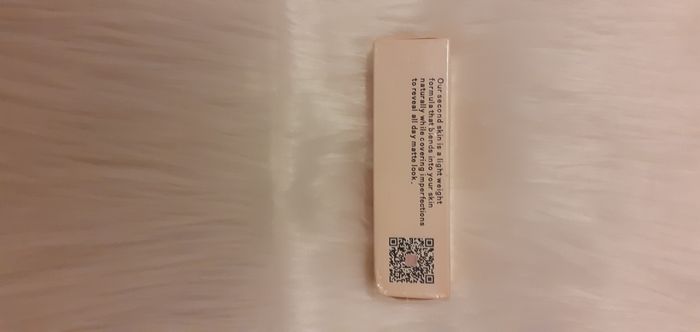 Our second skin is a light weight
formula that blends into your skin
naturally while covering imperfections
to reveal all day matte look.